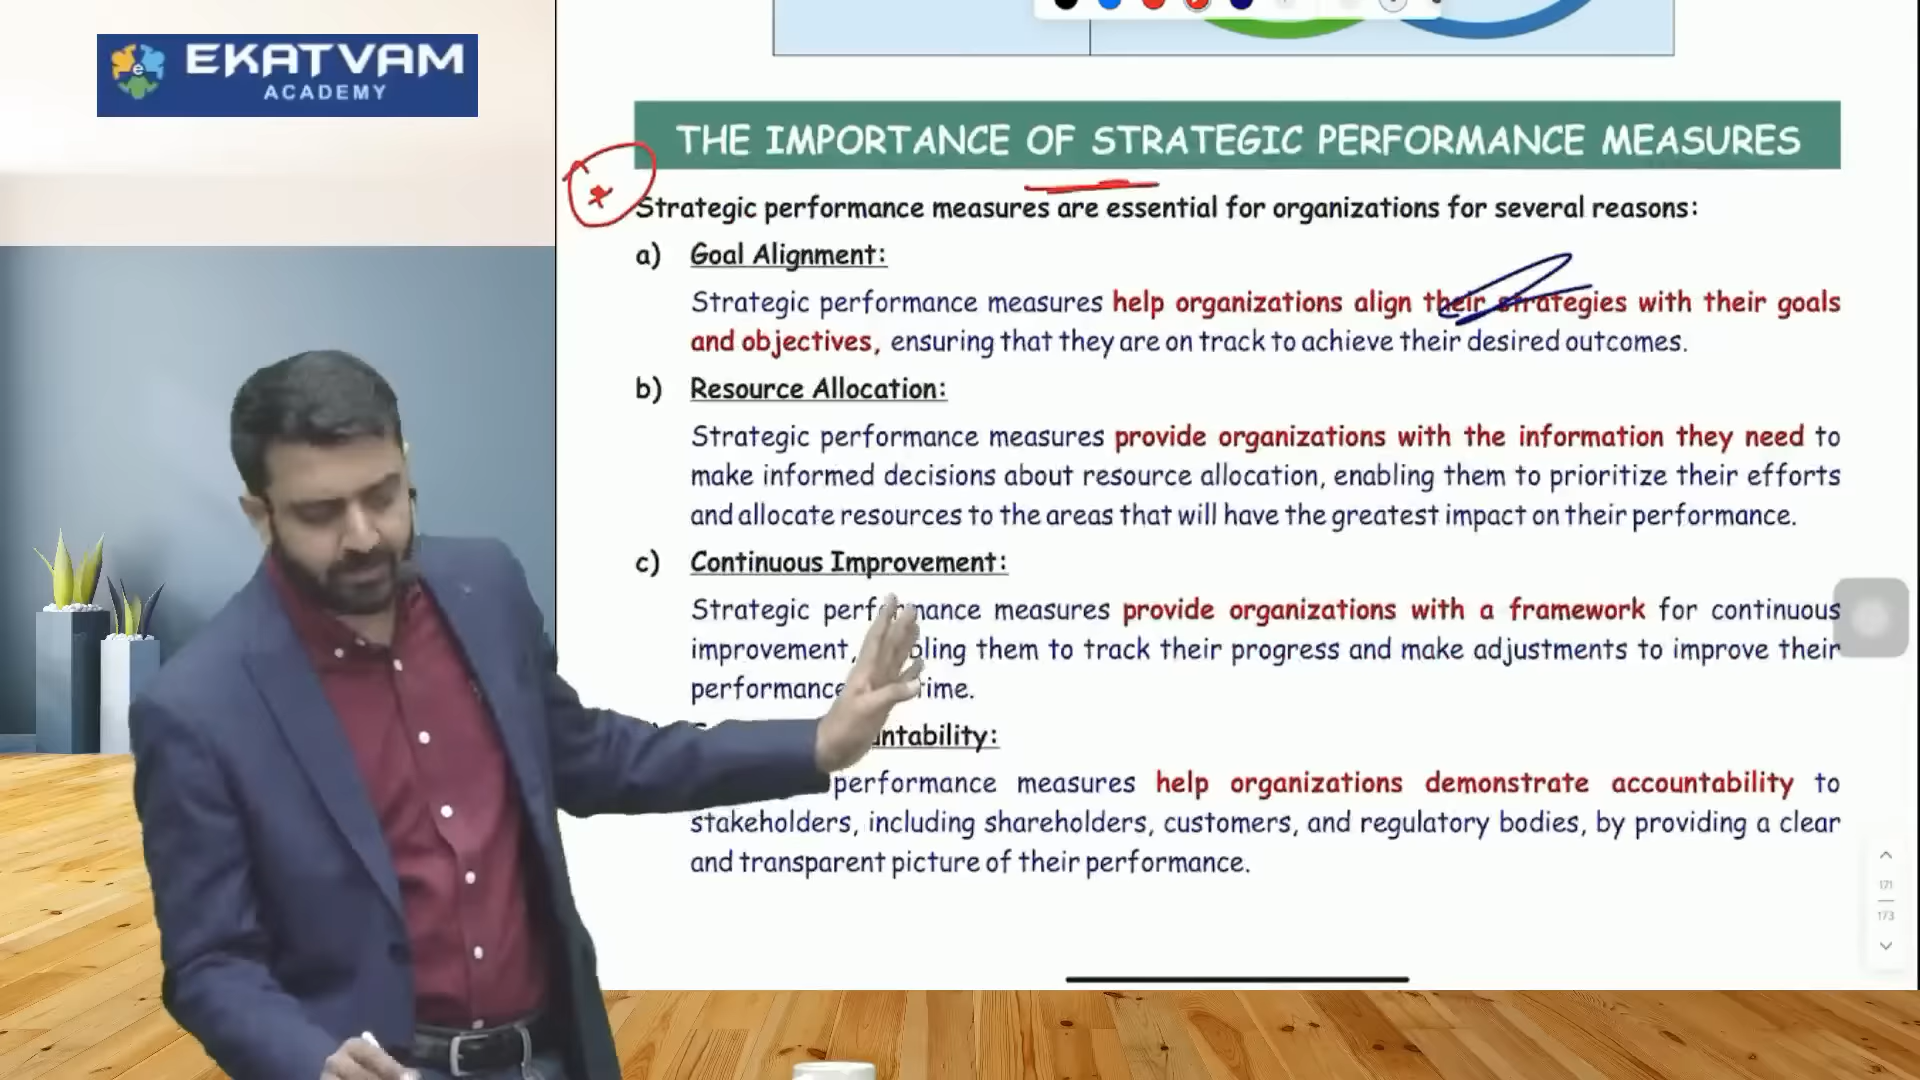 EKATVAM
ACADEMY
THE IMPORTANCE OF STRATEGIC PERFORMANCE MEASURES
Strategic performance measures are essential for organizations for several reasons:
a) Goal Alignment:
Strategic performance measures help organizations align their strategies with their goals
and objectives, ensuring that they are on track to achieve their desired outcomes.
b) Resource Allocation:
Strategic performance measures provide organizations with the information they need to
make informed decisions about resource allocation, enabling them to prioritize their efforts
and allocate resources to the areas that will have the greatest impact on their performance.
c) Continuous Improvement:
Strategic measures provide organizations with a framework for continuous
improvement, them to track their progress and make adjustments to improve their
performance
performance measures help organizations demonstrate accountability to
stakeholders, including shareholders, customers, and regulatory bodies, by providing a clear
and transparent picture of their performance.
171
173